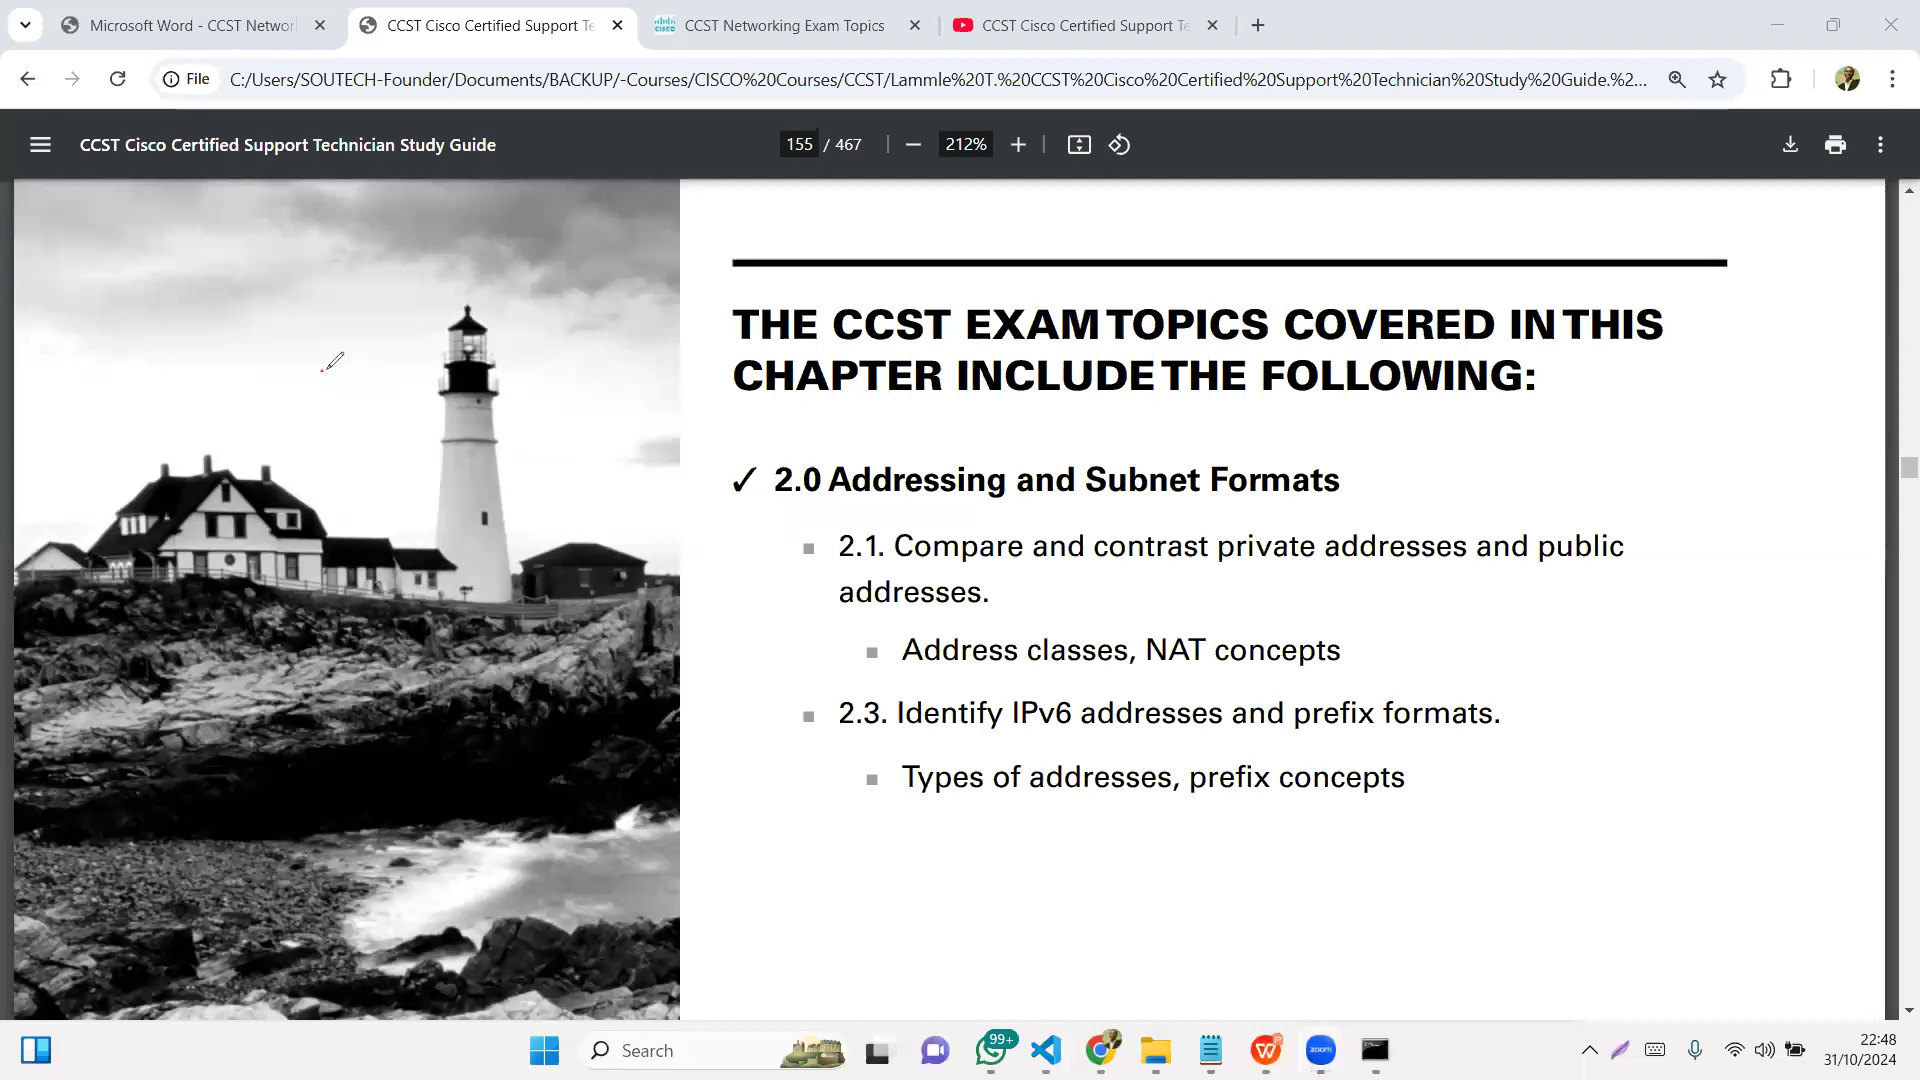 Microsoft Word - CCST Networ
CCST Cisco Certified Support Te
CCST Networking Exam Topics
CCST Cisco Certified Support Te
File
C:/Users/SOUTECH-Founder/Documents/BACKUP/-Courses/CISCO%20Courses/CCST/Lammle%20T.%20CCST%20Cisco%20Certified%20Support%20Technician%20Study%20Guide.%2...
CCST Cisco Certified Support Technician Study Guide
155 / 467
212%
THE CCST EXAM TOPICS COVERED IN THIS
CHAPTER INCLUDE THE FOLLOWING:
✓ 2.0 Addressing and Subnet Formats
2.1. Compare and contrast private addresses and public
addresses.
Address classes, NAT concepts
2.3. Identify IPv6 addresses and prefix formats.
Types of addresses, prefix concepts
Search
99+
zoom
22:48
31/10/2024